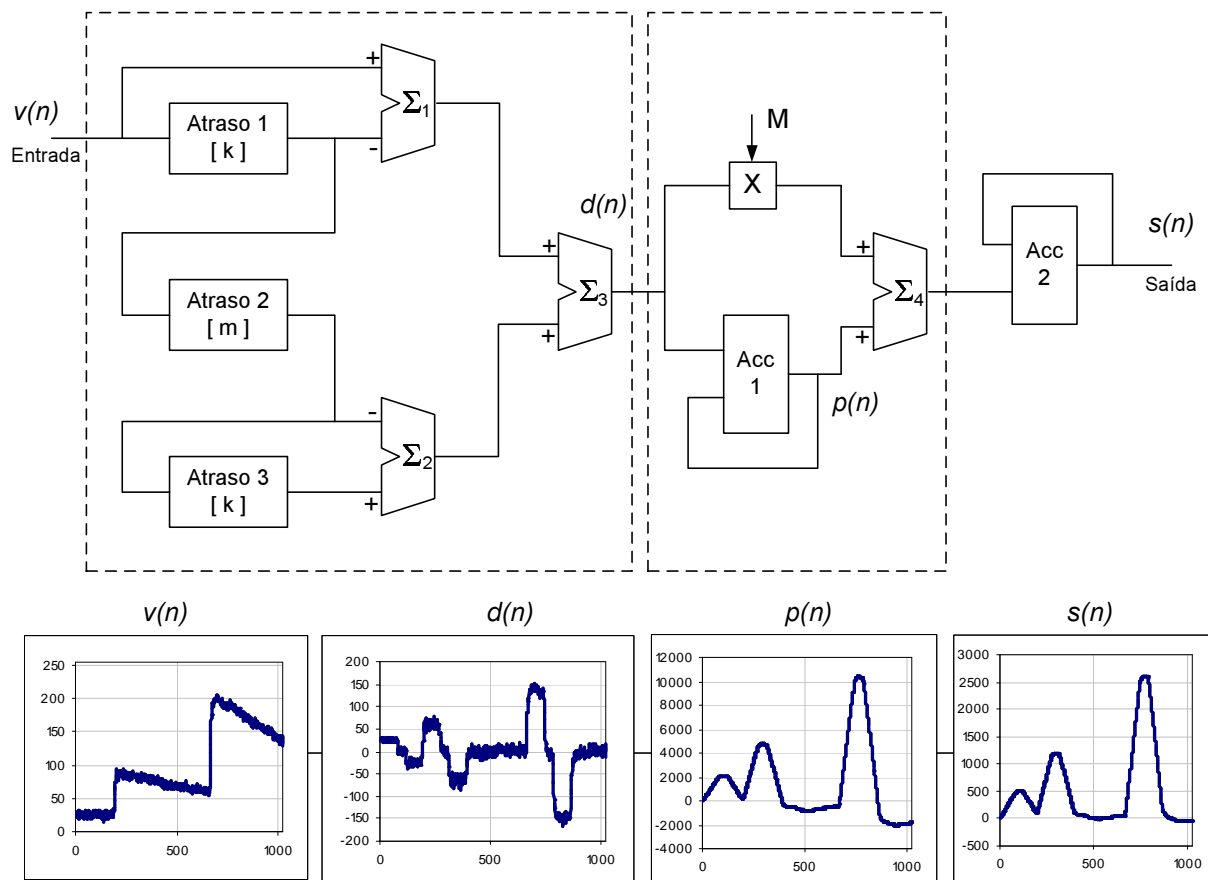 v(n)
Entrada
Atraso 1
[ k ]
+
-
Σ1
Atraso 2
[ m ]
Atraso 3
[ k ]
-
+
Σ2
d(n)
+
+
Σ3
M
X
Acc
1
p(n)
+
+
Σ4
Acc
2
s(n)
Saída
v(n)
250
200
150
100
50
0
0 500 1000
d(n)
200
150
100
50
0
-50
-100
-150
-200
0 500 1000
p(n)
12000
10000
8000
6000
4000
2000
0
-2000
-4000
0 500 1000
s(n)
3000
2500
2000
1500
1000
500
0
-500
0 500 1000